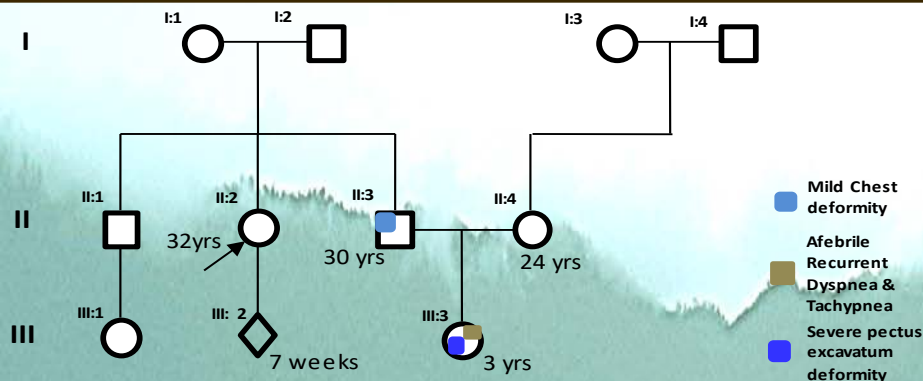 I:1
I:2
I:3
I:4
I
II:1
II:2
II:3
II:4
II
32yrs
30 yrs
24 yrs
III:1
III: 2
III:3
III
7 weeks
3 yrs
Mild Chest
deformity
Afebrile
Recurrent
Dyspnea &
Tachypnea
Severe pectus
excavatum
deformity